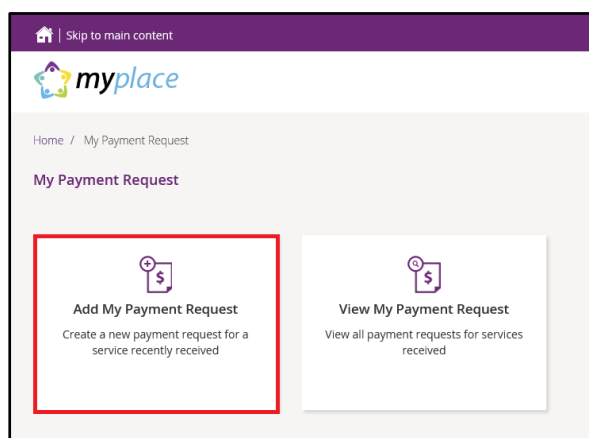 Skip to main content
myplace
Home / My Payment Request
My Payment Request
Add My Payment Request
Create a new payment request for a
service recently received
View My Payment Request
View all payment requests for services
received